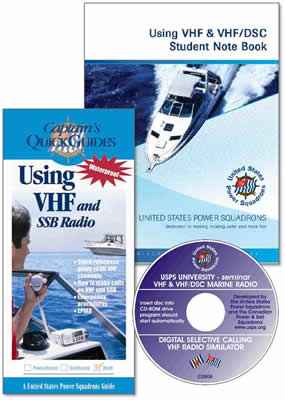 Using VHF & VHF/DSC
Student Note Book
United States
Power Squadrons
UNITED STATES POWER SQUADRONS
dedicated to making boating safer and more fun
Captain's
QUICKGUIDES
Waterproof
Using
VHF and
SSB Radio
• Quick reference
guide to all VHF
channels
• How to make calls
on VHF and SSB
• Emergency
procedures
• EPIRB
Powerboats
Sailboats
Both
A United States Power Squadrons Guide
USPS UNIVERSITY - seminar
VHF & VHF/DSC MARINE RADIO
Insert disc into
CD-ROM drive
program should
start automatically
United States
Power Squadrons
Developed by
the United States
Power Squadrons
and the Canadian
Power & Sail
Squadrons
www.usps.org
DIGITAL SELECTIVE CALLING
VHF RADIO SIMULATOR